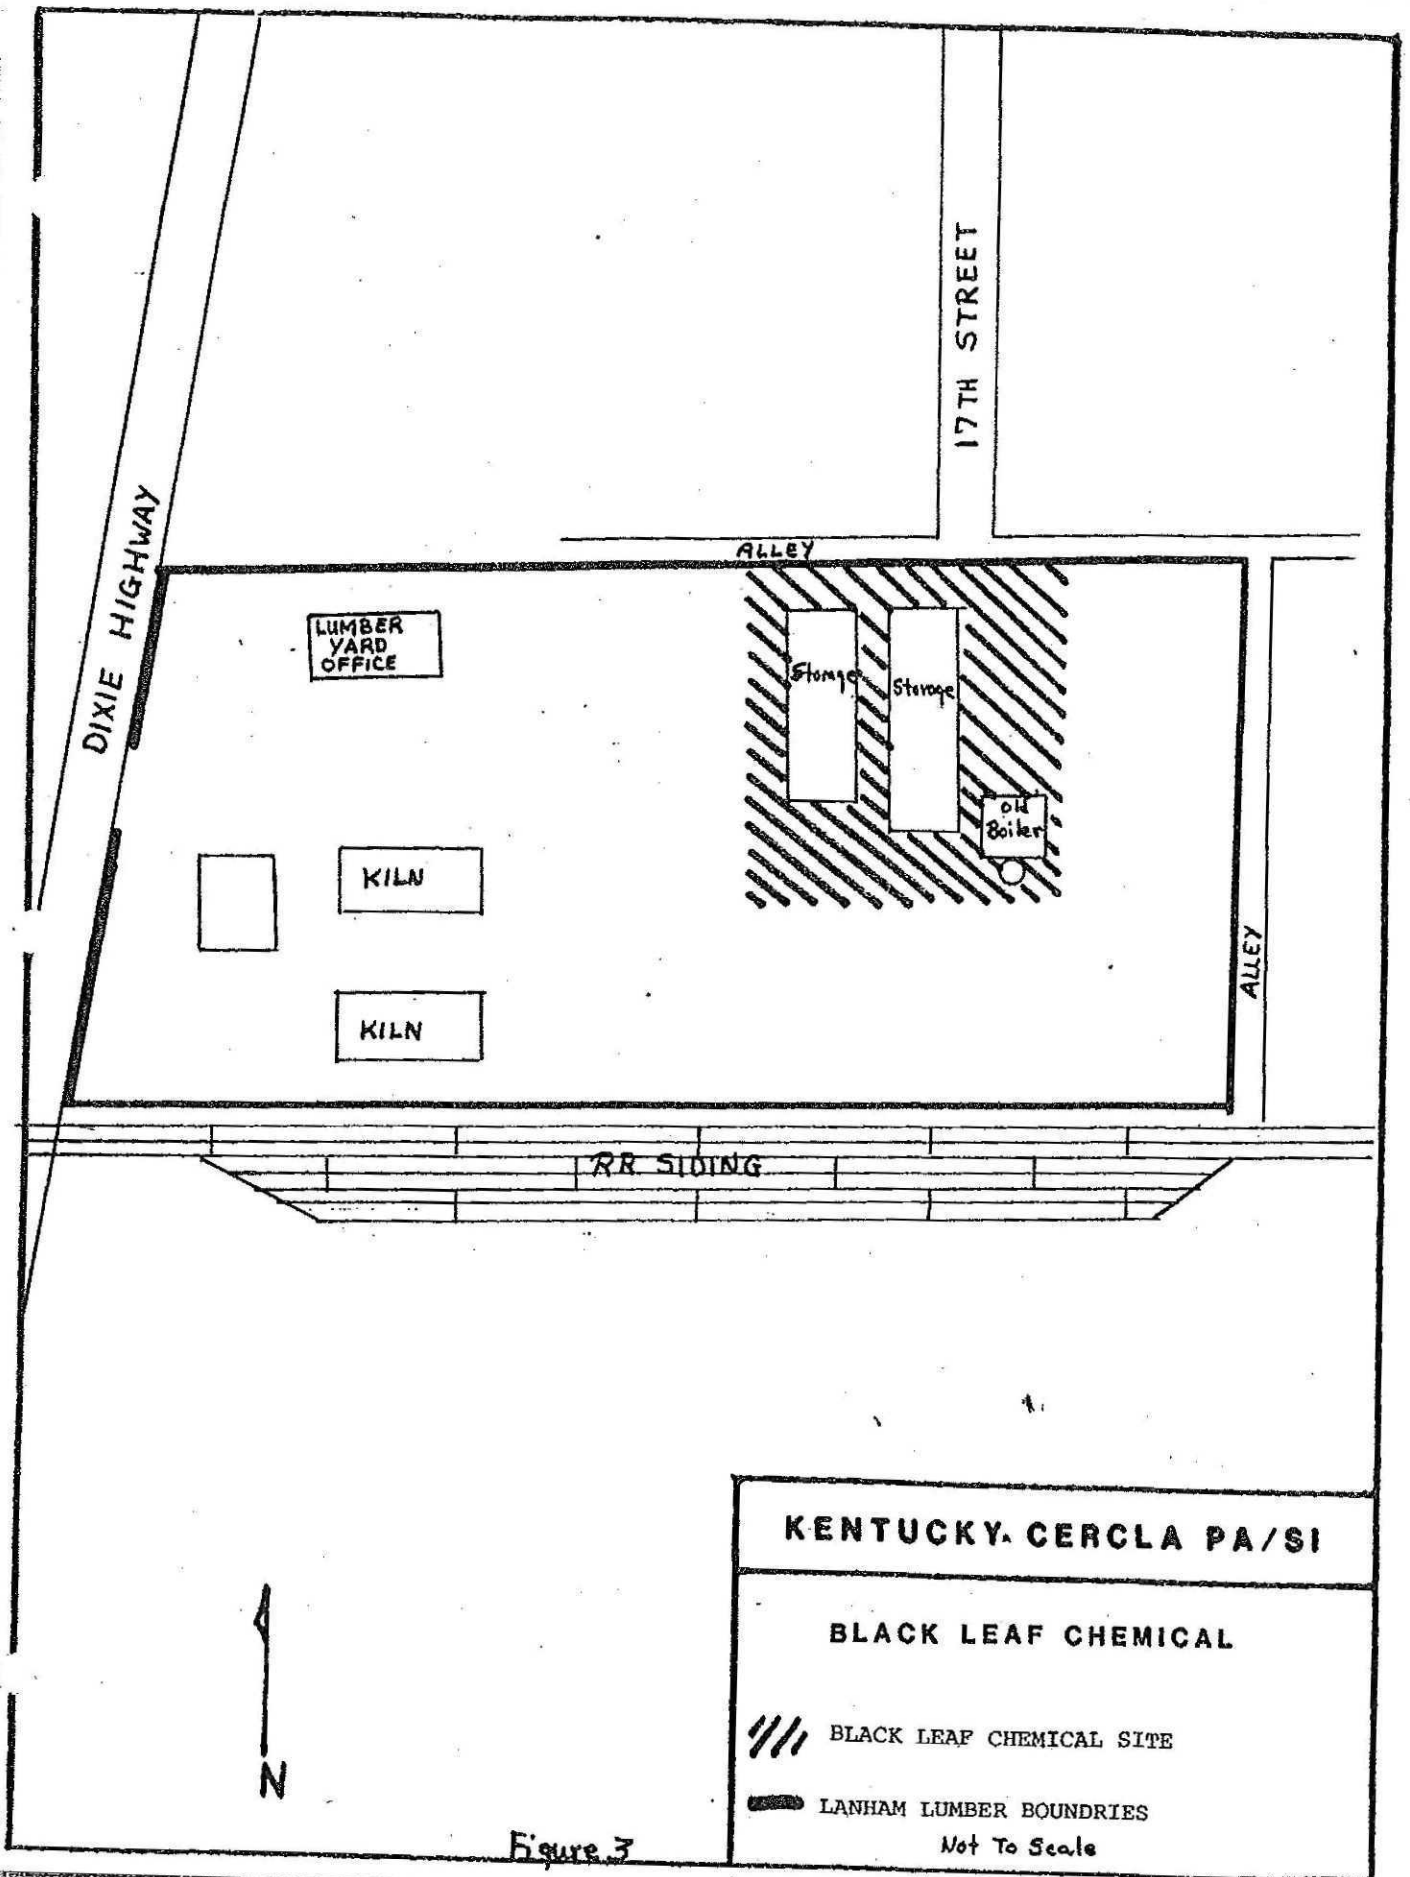 17TH STREET
DIXIE HIGHWAY
ALLEY
LUMBER
YARD
OFFICE
Storage
Storage
old
Boiler
KILN
ALLEY
KILN
RR SIDING
KENTUCKY. CERCLA PA/SI
BLACK LEAF CHEMICAL
BLACK LEAF CHEMICAL SITE
N
LANHAM LUMBER BOUNDRIES
Not To Scale
Figure 3